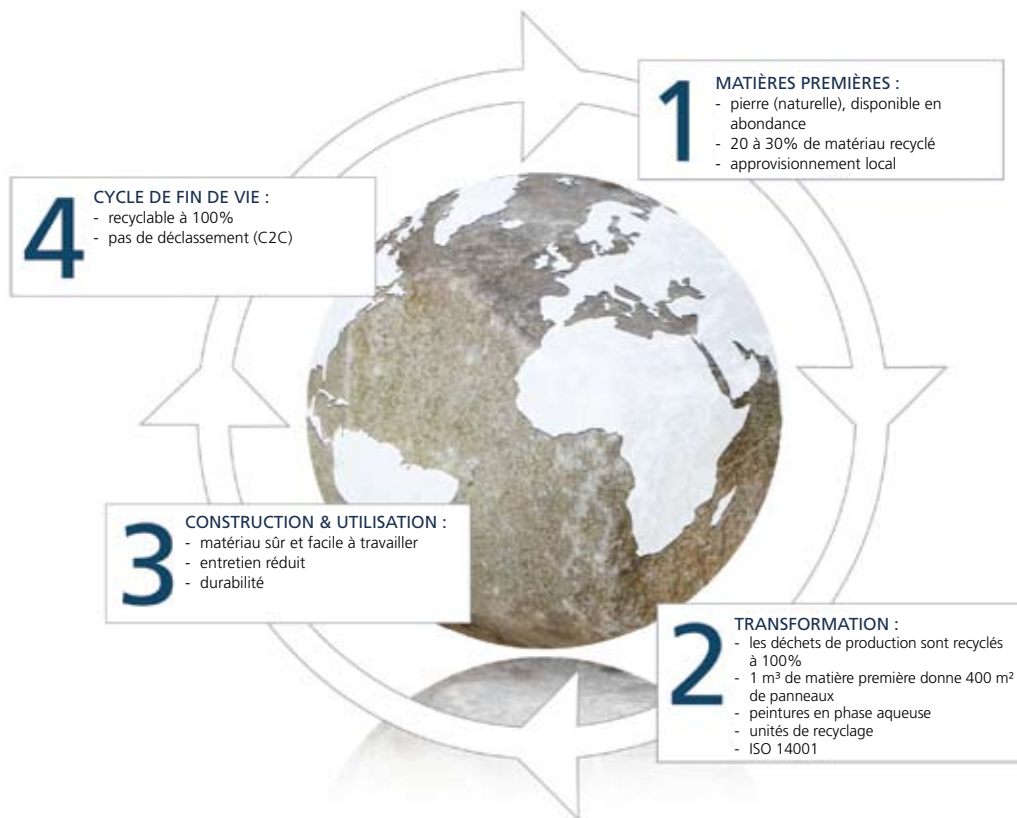 1
MATIÈRES PREMIÈRES :
- pierre (naturelle), disponible en
abondance
- 20 à 30% de matériau recyclé
- approvisionnement local
2
TRANSFORMATION :
- les déchets de production sont recyclés
à 100%
- 1 m³ de matière première donne 400 m²
de panneaux
- peintures en phase aqueuse
- unités de recyclage
- ISO 14001
3
CONSTRUCTION & UTILISATION :
- matériau sûr et facile à travailler
- entretien réduit
- durabilité
4
CYCLE DE FIN DE VIE :
- recyclable à 100%
- pas de déclassement (C2C)